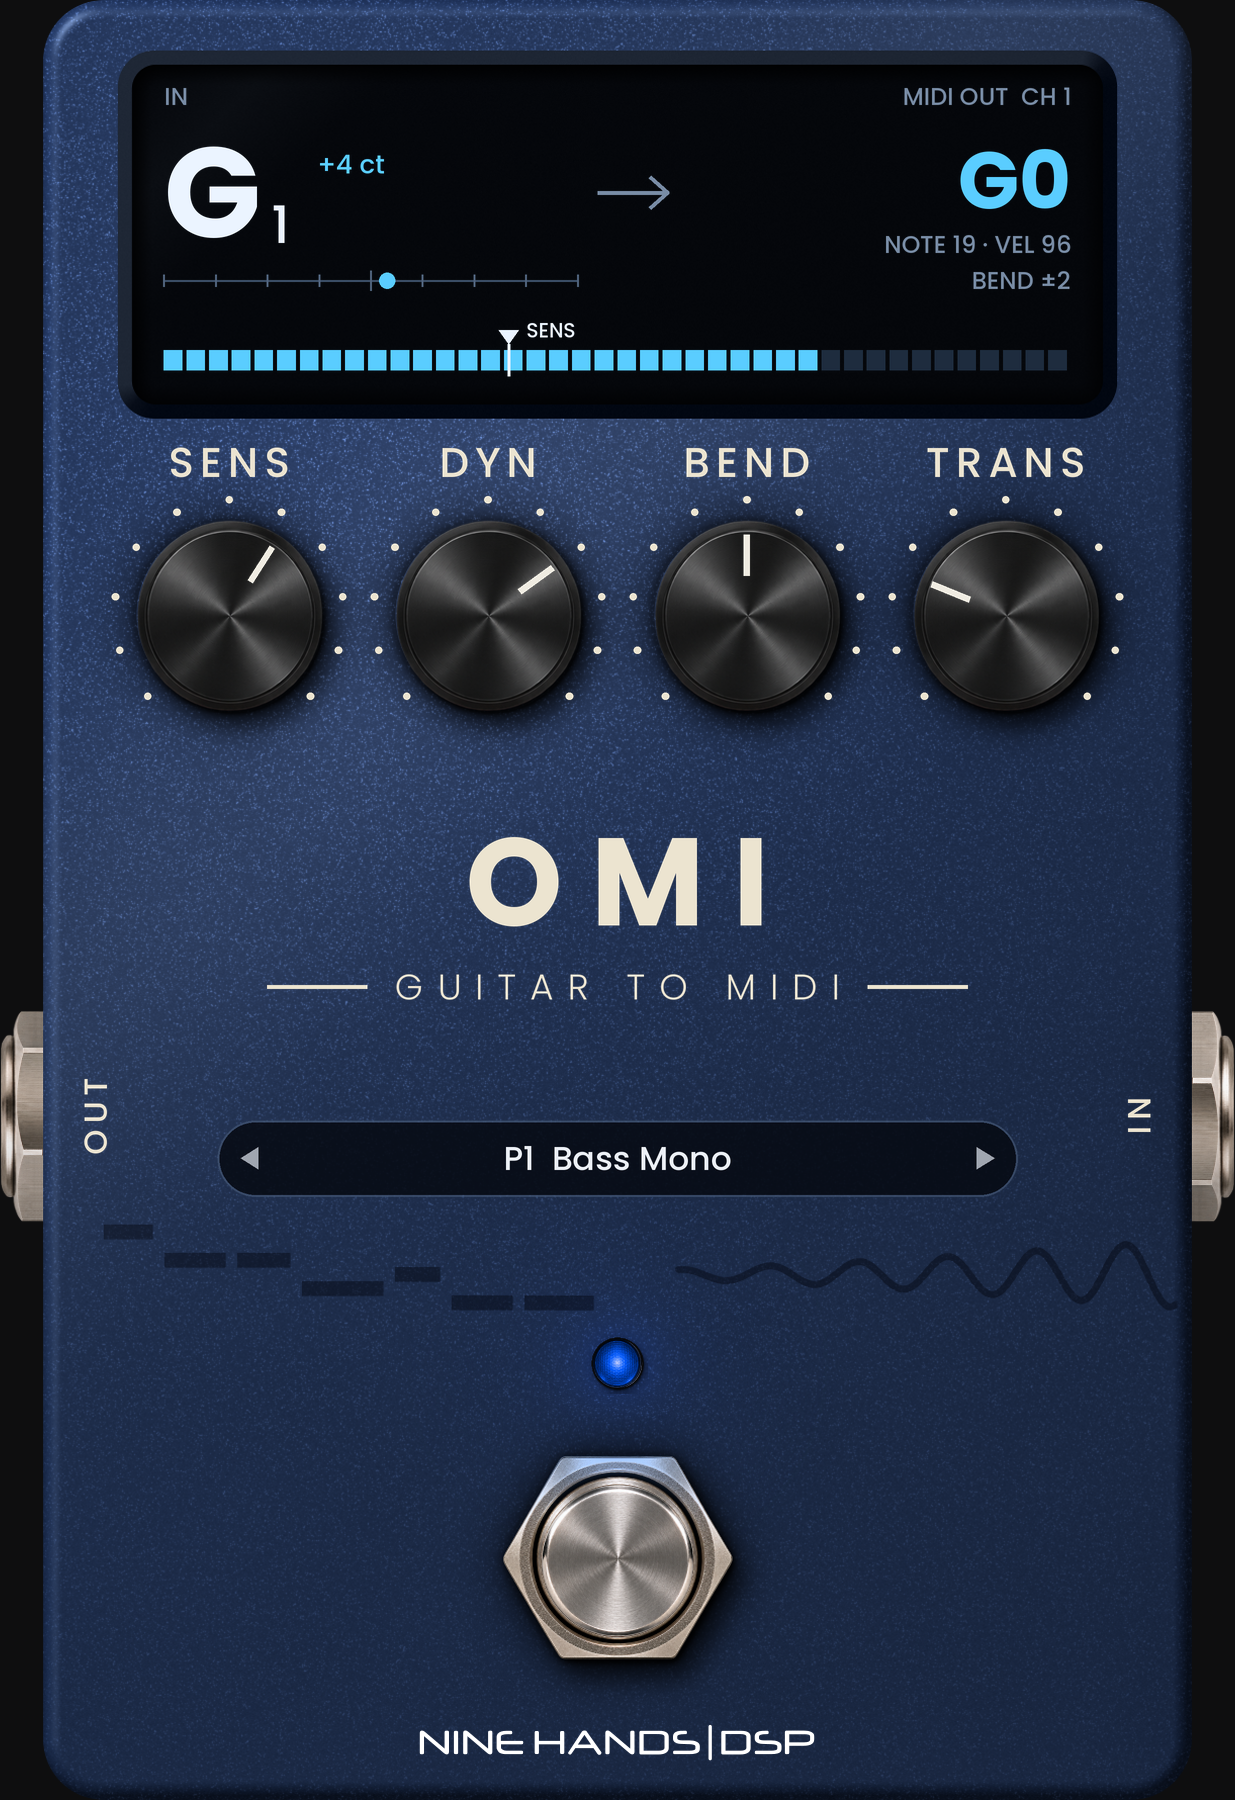 IN
MIDI OUT CH 1
G1
+4 ct
G0
NOTE 19 · VEL 96
BEND ±2
SENS
SENS DYN BEND TRANS
OMI
GUITAR TO MIDI
OUT
IN
P1 Bass Mono
NINE HANDS|DSP